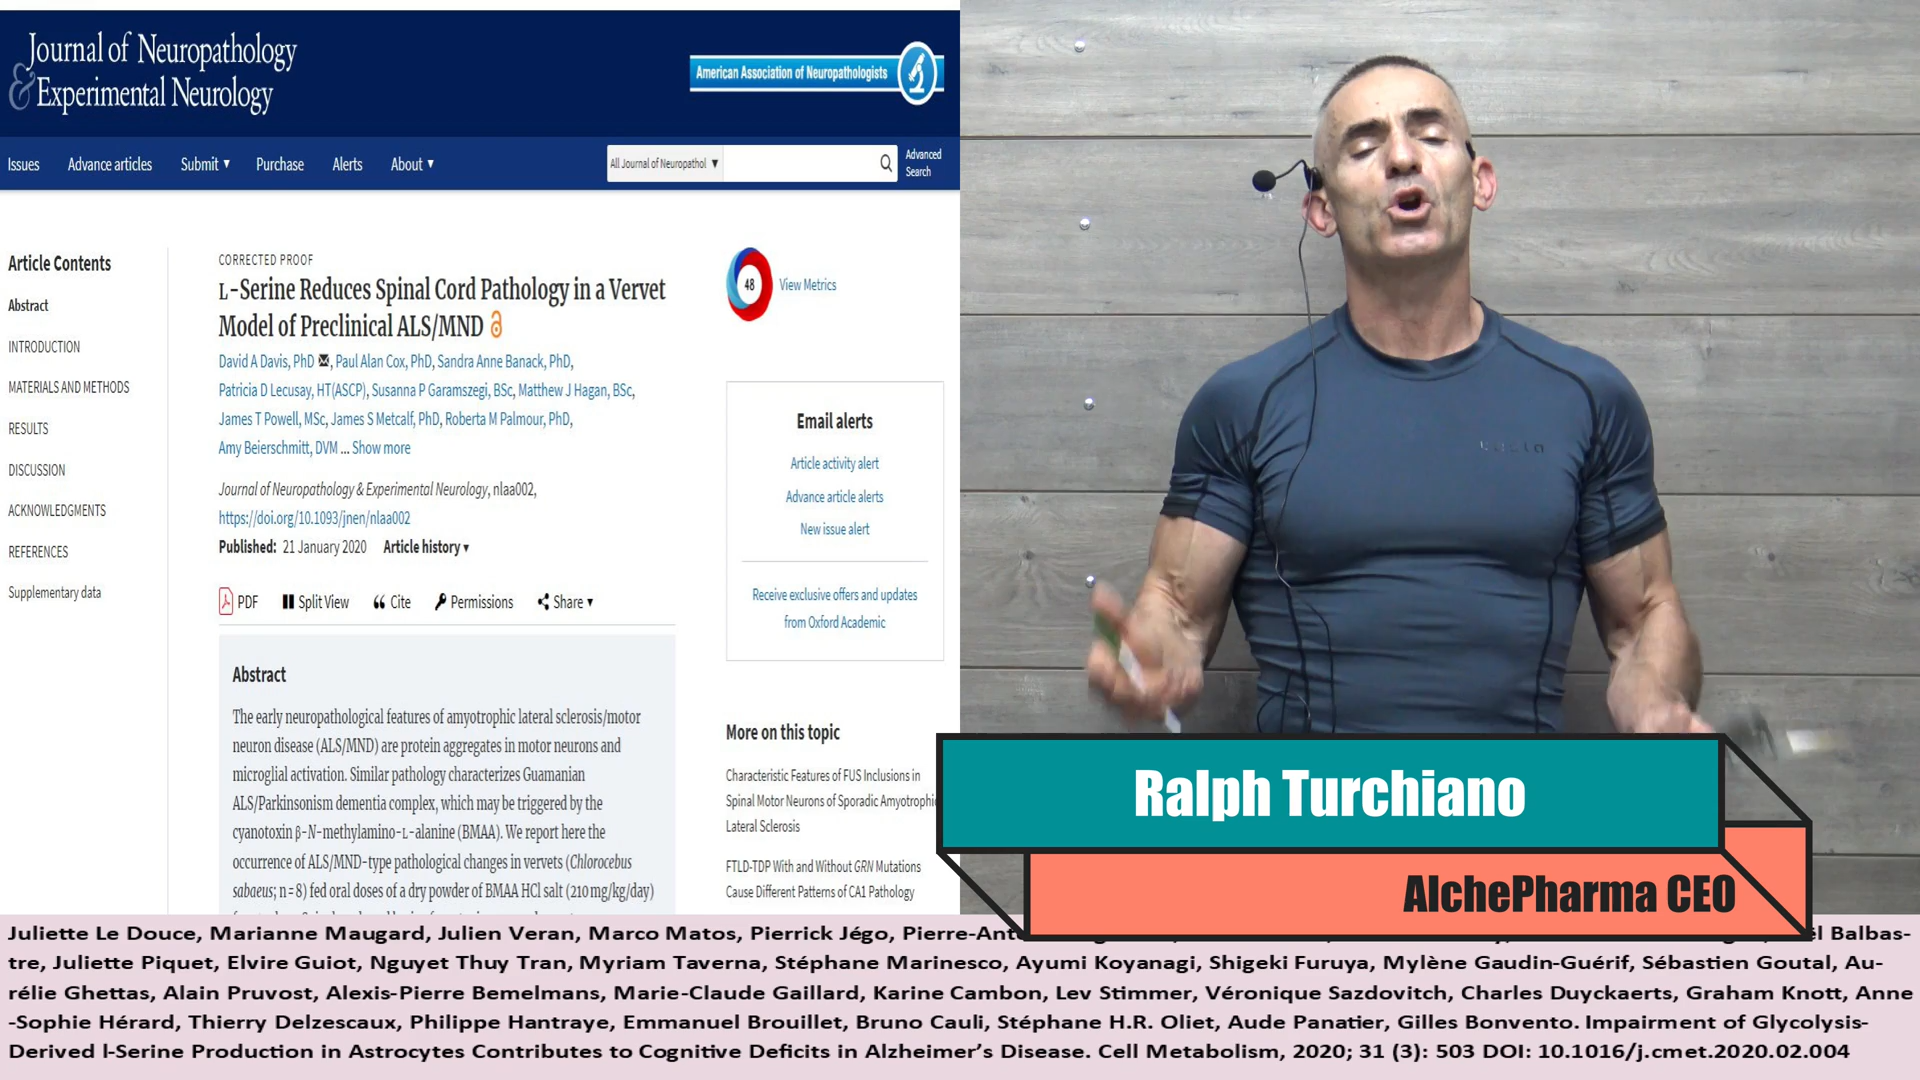 Journal of Neuropathology
& Experimental Neurology
American Association of Neuropathologists
Issues Advance articles Submit ▼ Purchase Alerts About ▼
All Journal of Neuropathol ▼
Advanced
Search
Article Contents
Abstract
INTRODUCTION
MATERIALS AND METHODS
RESULTS
DISCUSSION
ACKNOWLEDGMENTS
REFERENCES
Supplementary data
CORRECTED PROOF
L-Serine Reduces Spinal Cord Pathology in a Vervet
Model of Preclinical ALS/MND
David A Davis, PhD ✉, Paul Alan Cox, PhD, Sandra Anne Banack, PhD,
Patricia D Lecusay, HT(ASCP), Susanna P Garamszegi, BSc, Matthew J Hagan, BSc,
James T Powell, MSc, James S Metcalf, PhD, Roberta M Palmour, PhD,
Amy Beierschmitt, DVM ... Show more
Journal of Neuropathology & Experimental Neurology, nlaa002,
https://doi.org/10.1093/jnen/nlaa002
Published: 21 January 2020 Article history ▾
PDF Split View Cite Permissions Share ▼
Abstract
The early neuropathological features of amyotrophic lateral sclerosis/motor
neuron disease (ALS/MND) are protein aggregates in motor neurons and
microglial activation. Similar pathology characterizes Guamanian
ALS/Parkinsonism dementia complex, which may be triggered by the
cyanotoxin β-N-methylamino-L-alanine (BMAA). We report here the
occurrence of ALS/MND-type pathological changes in vervets (Chlorocebus
sabaeus; n = 8) fed oral doses of a dry powder of BMAA HCl salt (210 mg/kg/day)
48 View Metrics
Email alerts
Article activity alert
Advance article alerts
New issue alert
Receive exclusive offers and updates
from Oxford Academic
More on this topic
Characteristic Features of FUS Inclusions in
Spinal Motor Neurons of Sporadic Amyotrophic
Lateral Sclerosis
FTLD-TDP With and Without GRN Mutations
Cause Different Patterns of CA1 Pathology
Ralph Turchiano
AlchePharma CEO
Juliette Le Douce, Marianne Maugard, Julien Veran, Marco Matos, Pierrick Jégo, Pierre-Ant Balbas-
tre, Juliette Piquet, Elvire Guiot, Nguyet Thuy Tran, Myriam Taverna, Stéphane Marinesco, Ayumi Koyanagi, Shigeki Furuya, Mylène Gaudin-Guérif, Sébastien Goutal, Au-
rélie Ghettas, Alain Pruvost, Alexis-Pierre Bemelmans, Marie-Claude Gaillard, Karine Cambon, Lev Stimmer, Véronique Sazdovitch, Charles Duyckaerts, Graham Knott, Anne
-Sophie Hérard, Thierry Delzescaux, Philippe Hantraye, Emmanuel Brouillet, Bruno Cauli, Stéphane H.R. Oliet, Aude Panatier, Gilles Bonvento. Impairment of Glycolysis-
Derived l-Serine Production in Astrocytes Contributes to Cognitive Deficits in Alzheimer's Disease. Cell Metabolism, 2020; 31 (3): 503 DOI: 10.1016/j.cmet.2020.02.004